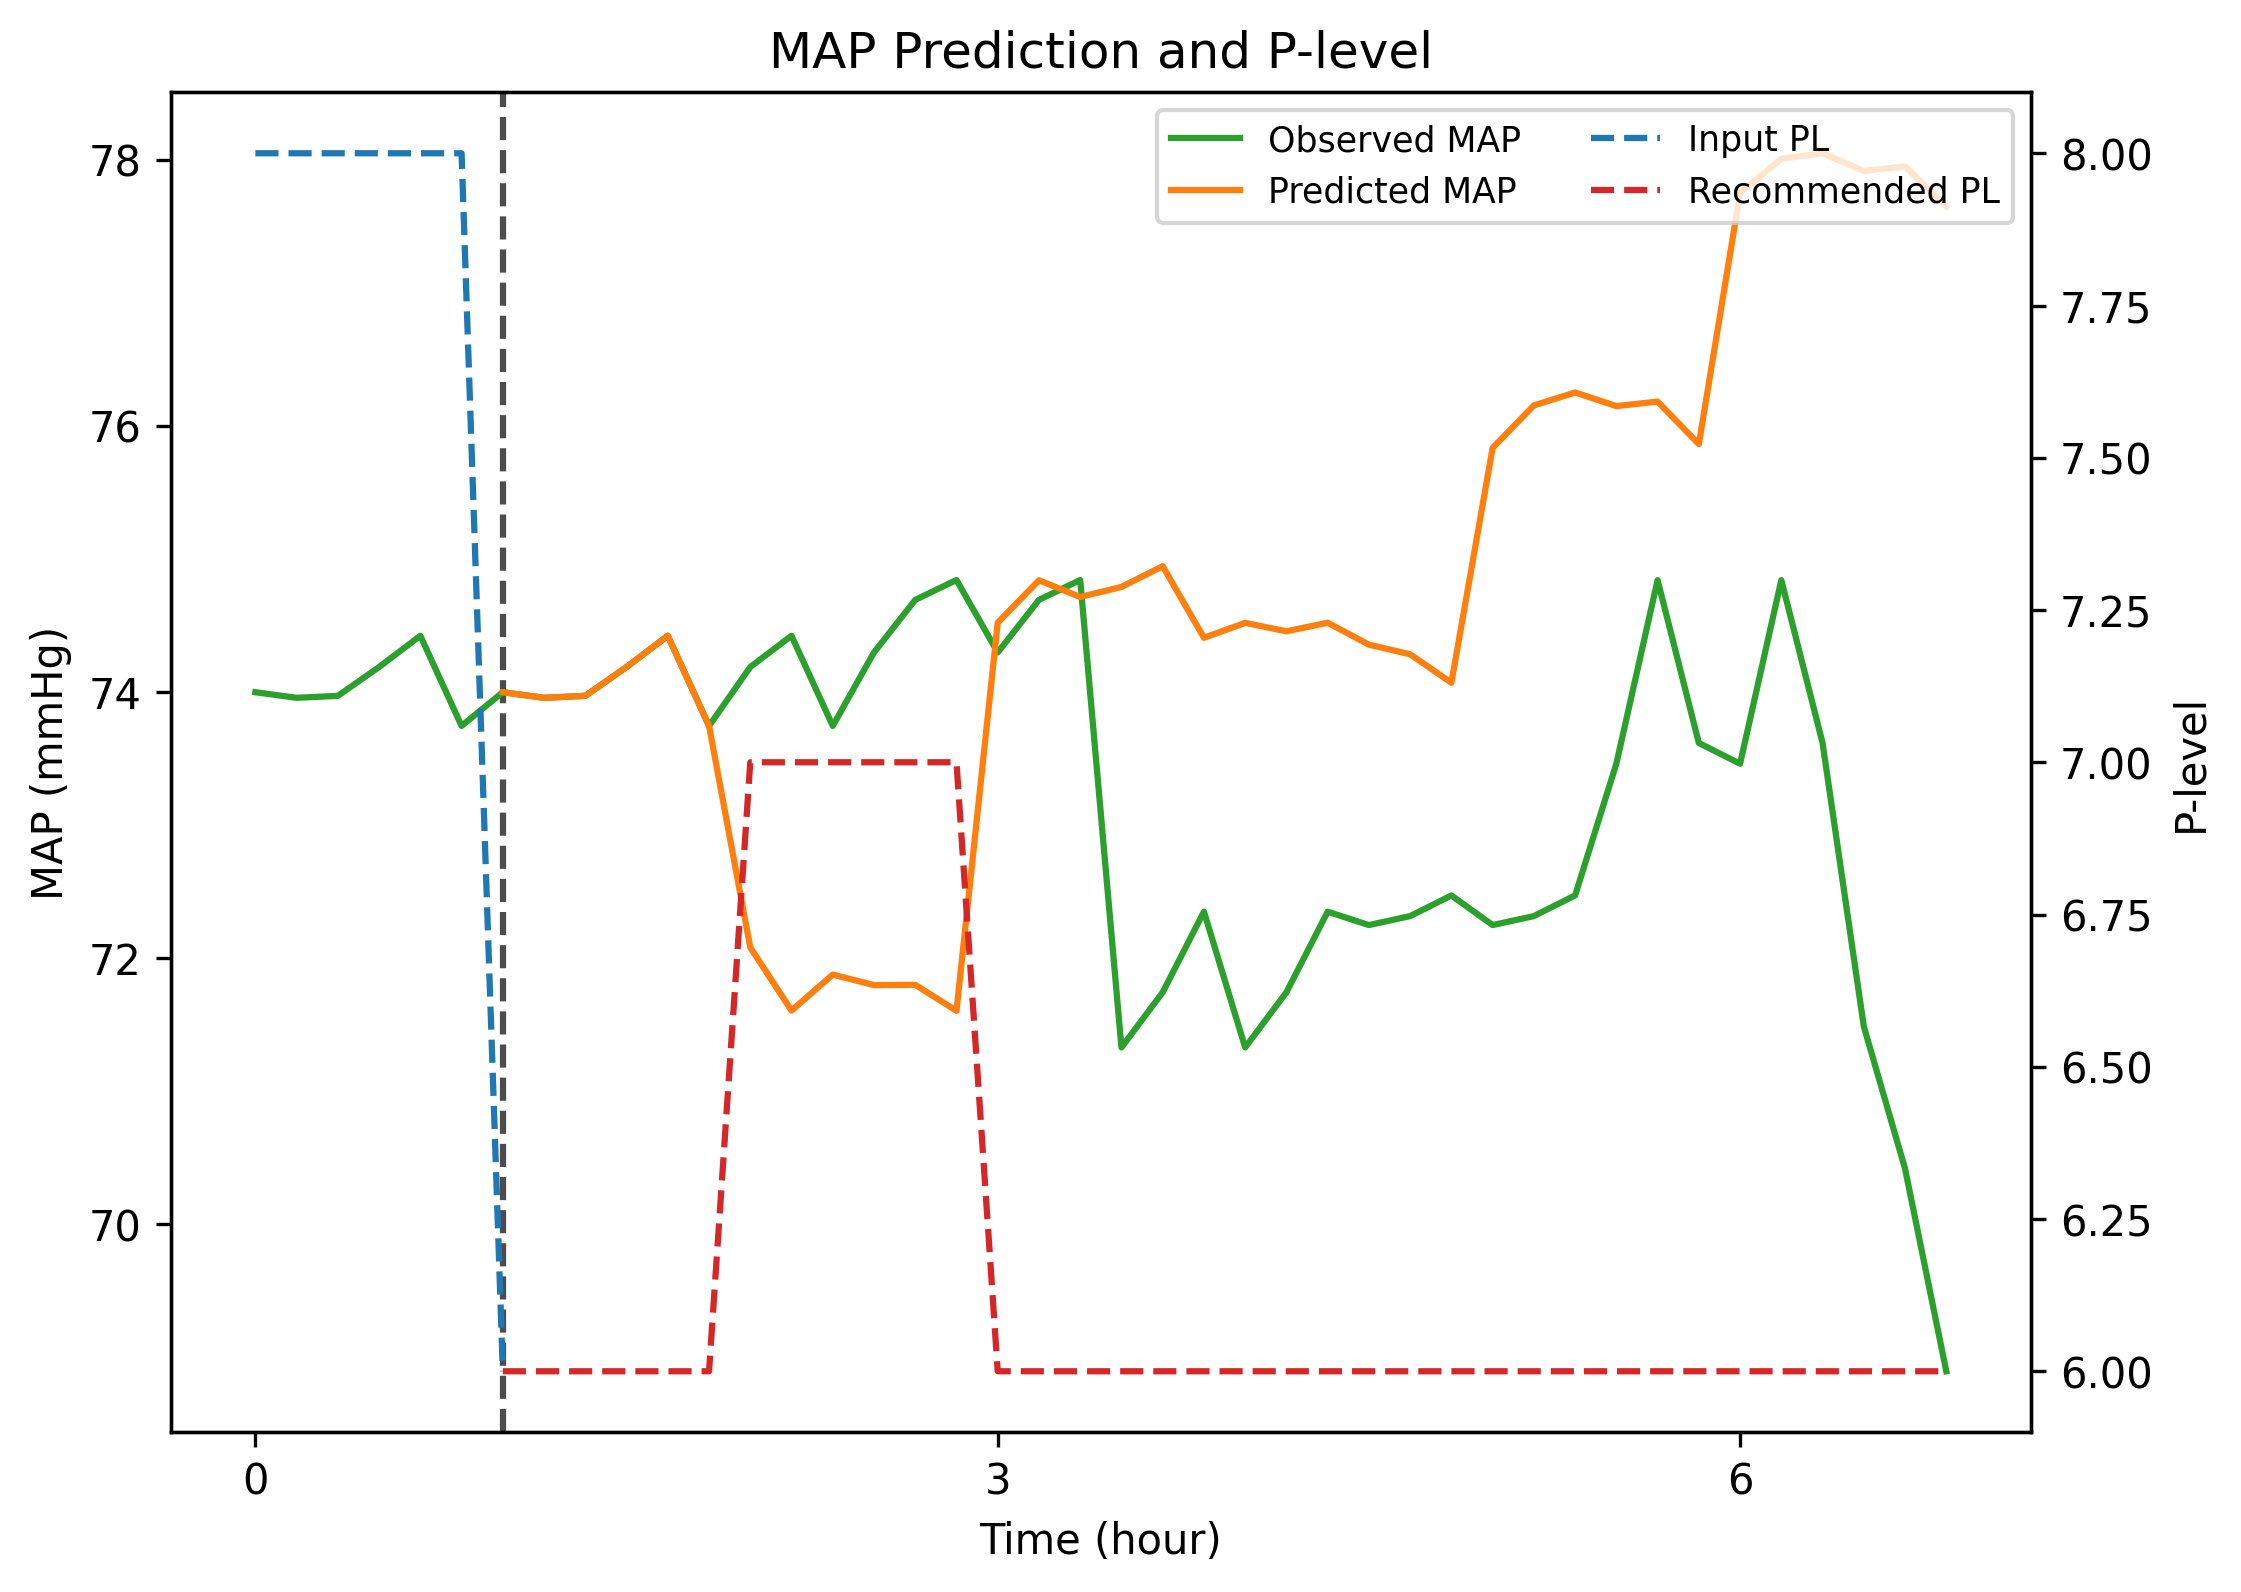 MAP Prediction and P-level
Observed MAP
Predicted MAP
Input PL
Recommended PL
MAP (mmHg)
78
76
74
72
70
8.00
7.75
7.50
7.25
7.00
6.75
6.50
6.25
6.00
P-level
0
3
6
Time (hour)